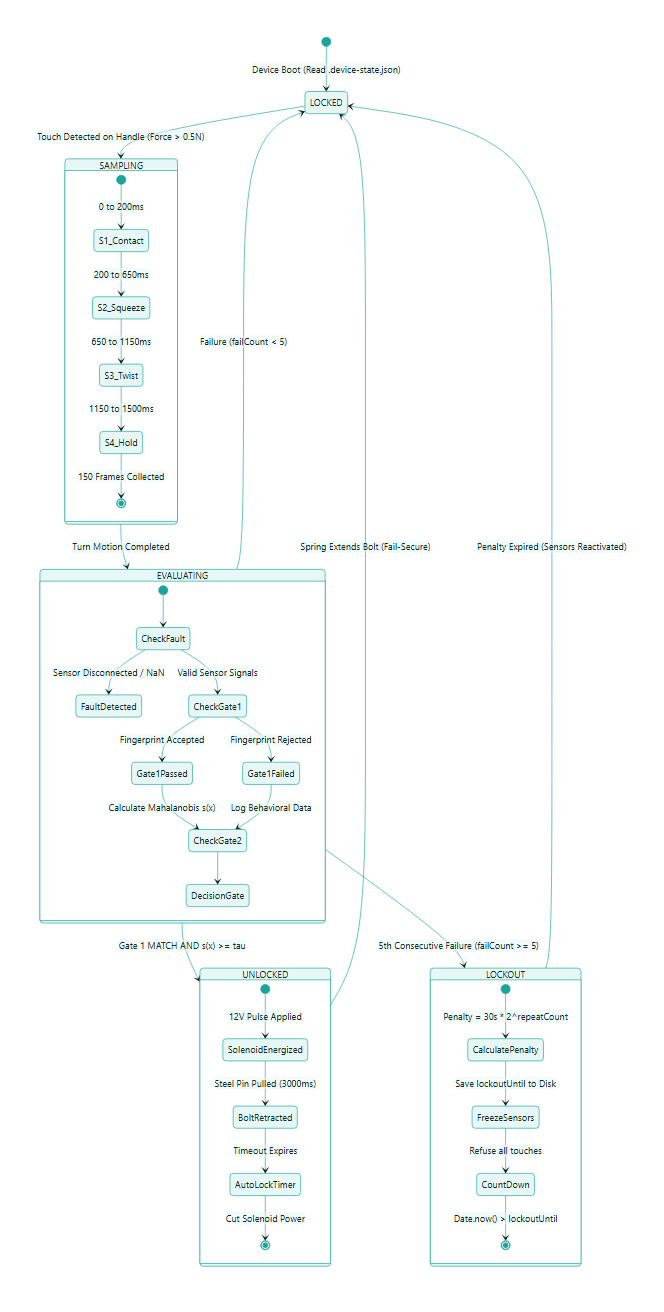 Device Boot (Read .device-state.json)
LOCKED
Touch Detected on Handle (Force > 0.5N)
SAMPLING
0 to 200ms
S1_Contact
200 to 650ms
S2_Squeeze
650 to 1150ms
Failure (failCount < 5)
S3_Twist
1150 to 1500ms
S4_Hold
150 Frames Collected
Turn Motion Completed
Spring Extends Bolt (Fail-Secure)
Penalty Expired (Sensors Reactivated)
EVALUATING
CheckFault
Sensor Disconnected / NaN
Valid Sensor Signals
FaultDetected
CheckGate1
Fingerprint Accepted
Fingerprint Rejected
Gate1Passed
Gate1Failed
Calculate Mahalanobis s(x)
Log Behavioral Data
CheckGate2
DecisionGate
Gate 1 MATCH AND s(x) >= tau
5th Consecutive Failure (failCount >= 5)
UNLOCKED
12V Pulse Applied
SolenoidEnergized
Steel Pin Pulled (3000ms)
BoltRetracted
Timeout Expires
AutoLockTimer
Cut Solenoid Power
LOCKOUT
Penalty = 30s * 2^repeatCount
CalculatePenalty
Save lockoutUntil to Disk
FreezeSensors
Refuse all touches
CountDown
Date.now() > lockoutUntil